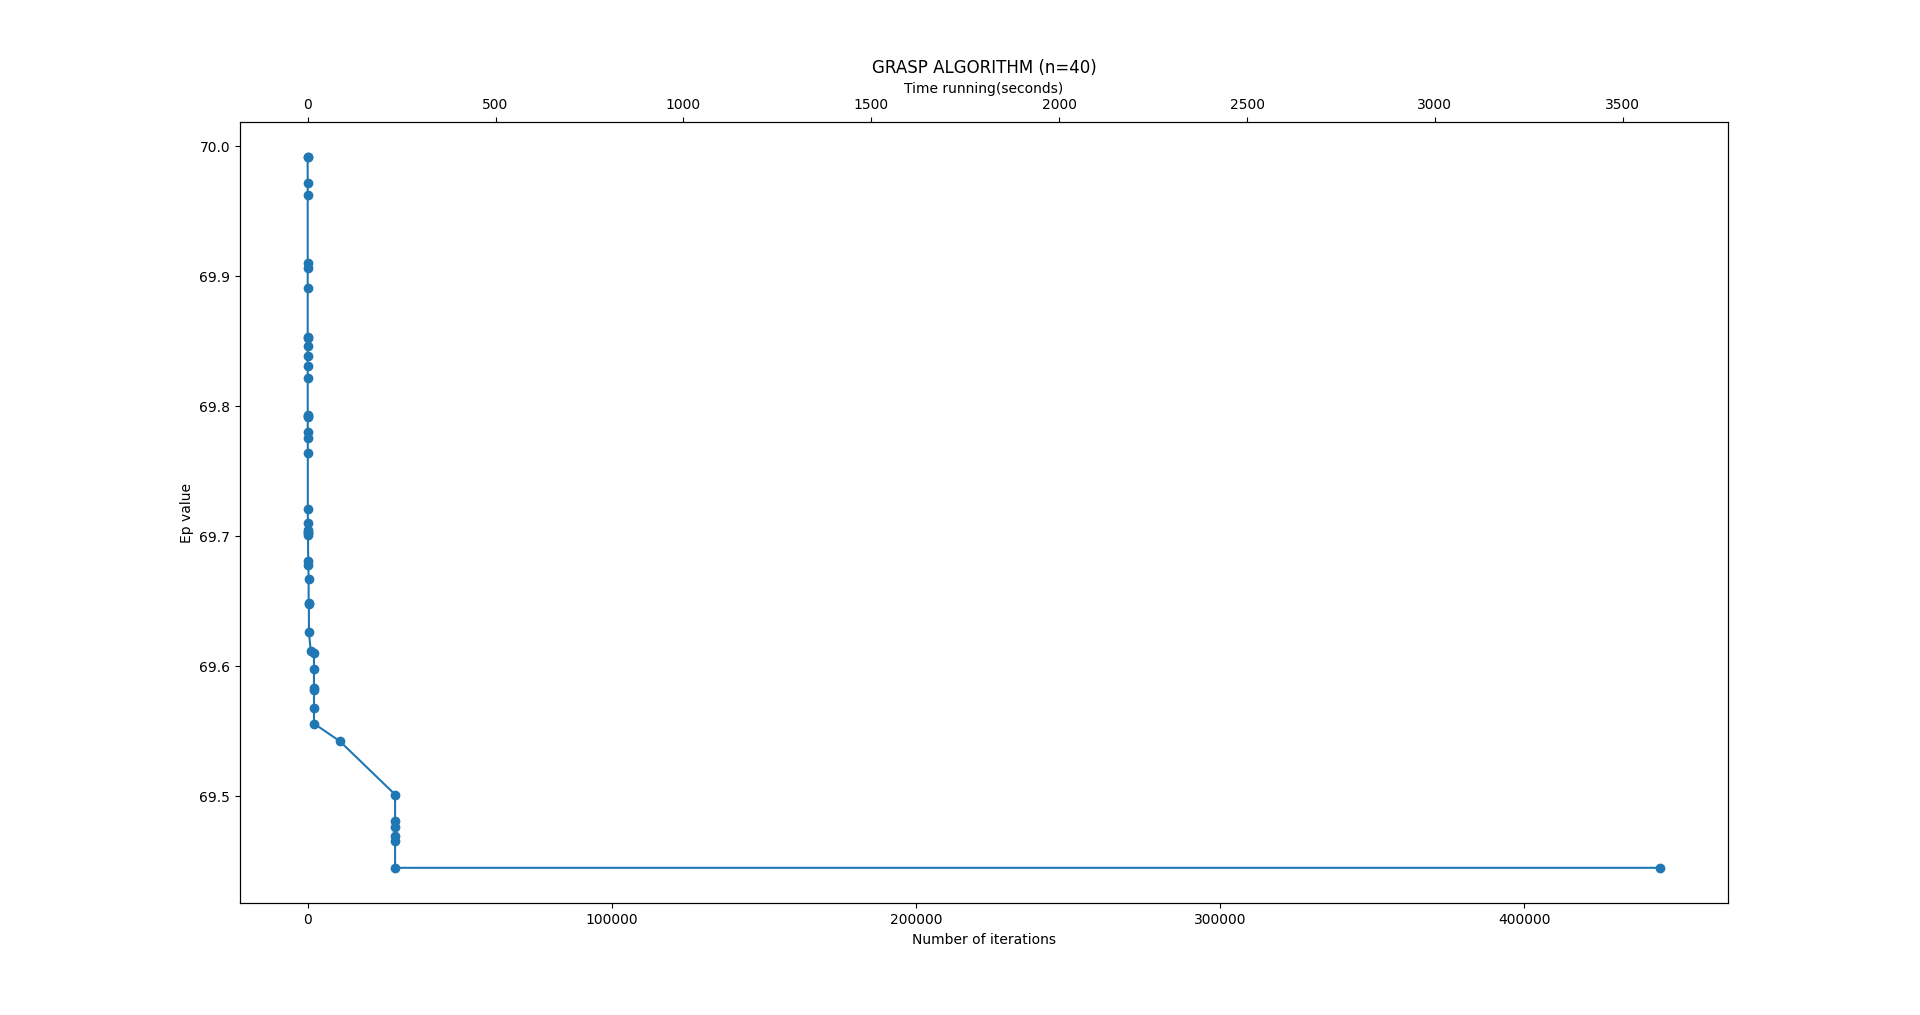 GRASP ALGORITHM (n=40)
Time running(seconds)
0 500 1000 1500 2000 2500 3000 3500
70.0
69.9
69.8
69.7
69.6
69.5
Ep value
0 100000 200000 300000 400000
Number of iterations